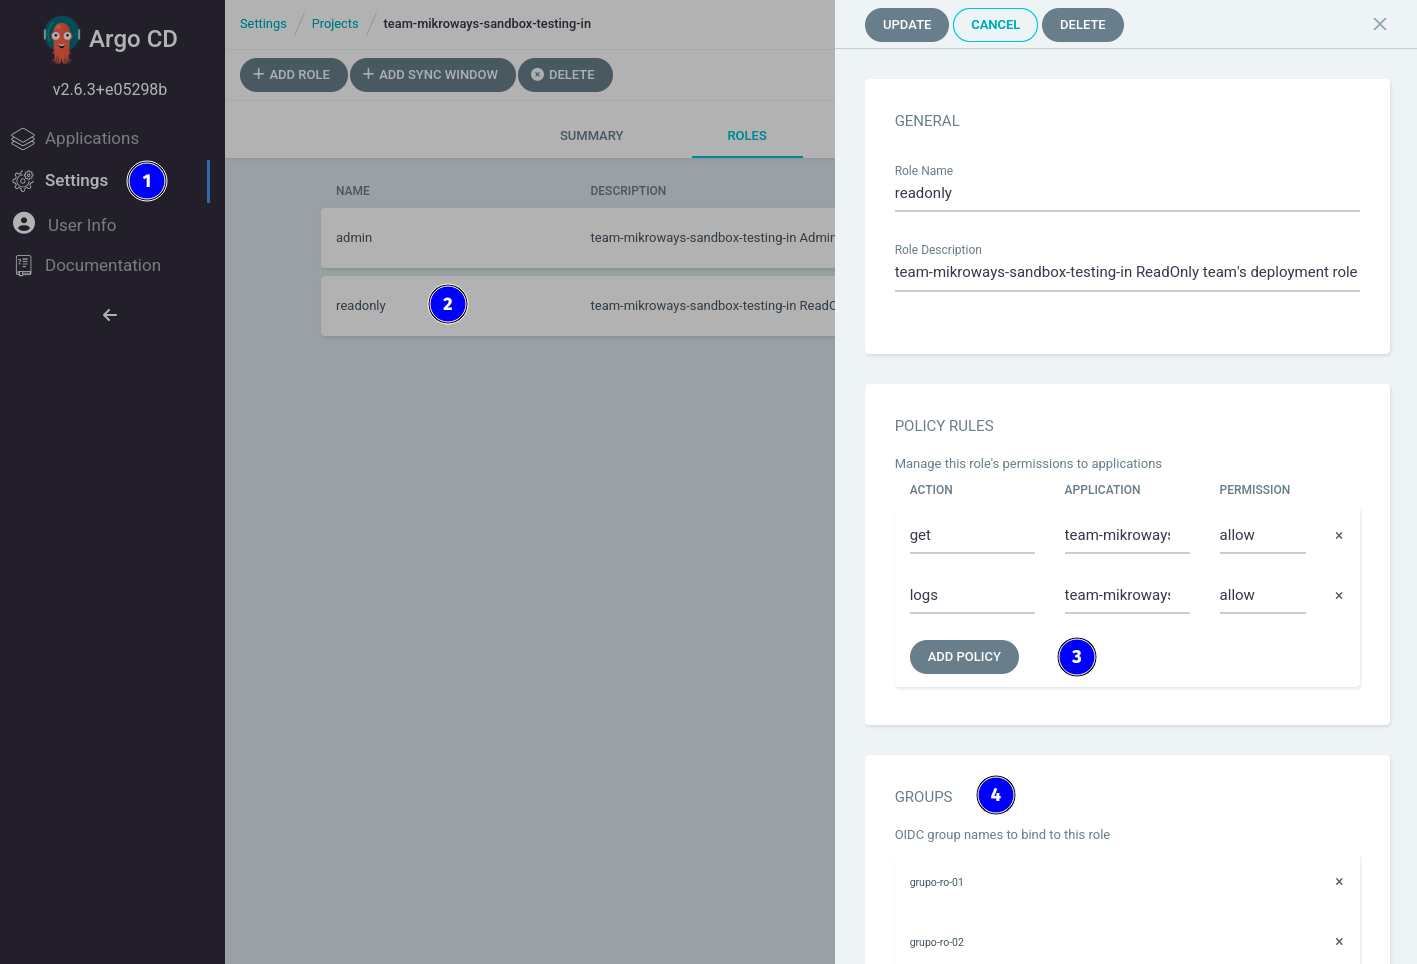 Argo CD
v2.6.3+e05298b
Applications
Settings
1
User Info
Documentation
Settings / Projects / team-mikroways-sandbox-testing-in
+ ADD ROLE
+ ADD SYNC WINDOW
DELETE
SUMMARY
ROLES
NAME DESCRIPTION
admin team-mikroways-sandbox-testing-in Admin
readonly 2 team-mikroways-sandbox-testing-in ReadO
UPDATE
CANCEL
DELETE
GENERAL
Role Name
readonly
Role Description
team-mikroways-sandbox-testing-in ReadOnly team's deployment role
POLICY RULES
Manage this role's permissions to applications
ACTION APPLICATION PERMISSION
get team-mikroways allow ×
logs team-mikroways allow ×
ADD POLICY 3
GROUPS 4
OIDC group names to bind to this role
grupo-ro-01 ×
grupo-ro-02 ×